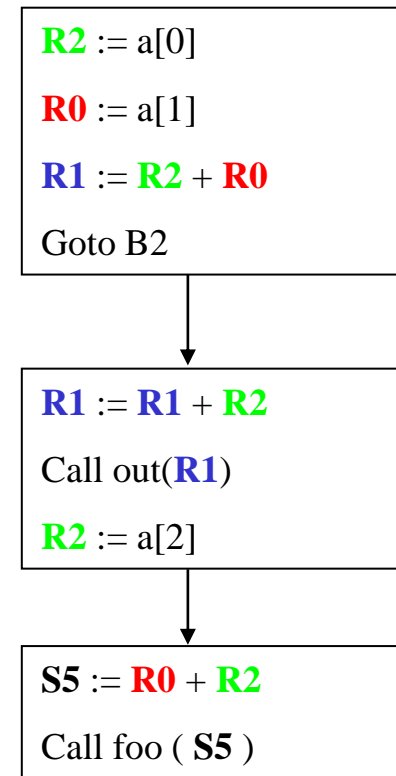 R2 := a[0]
R0 := a[1]
R1 := R2 + R0
Goto B2
R1 := R1 + R2
Call out(R1)
R2 := a[2]
S5 := R0 + R2
Call foo ( S5 )